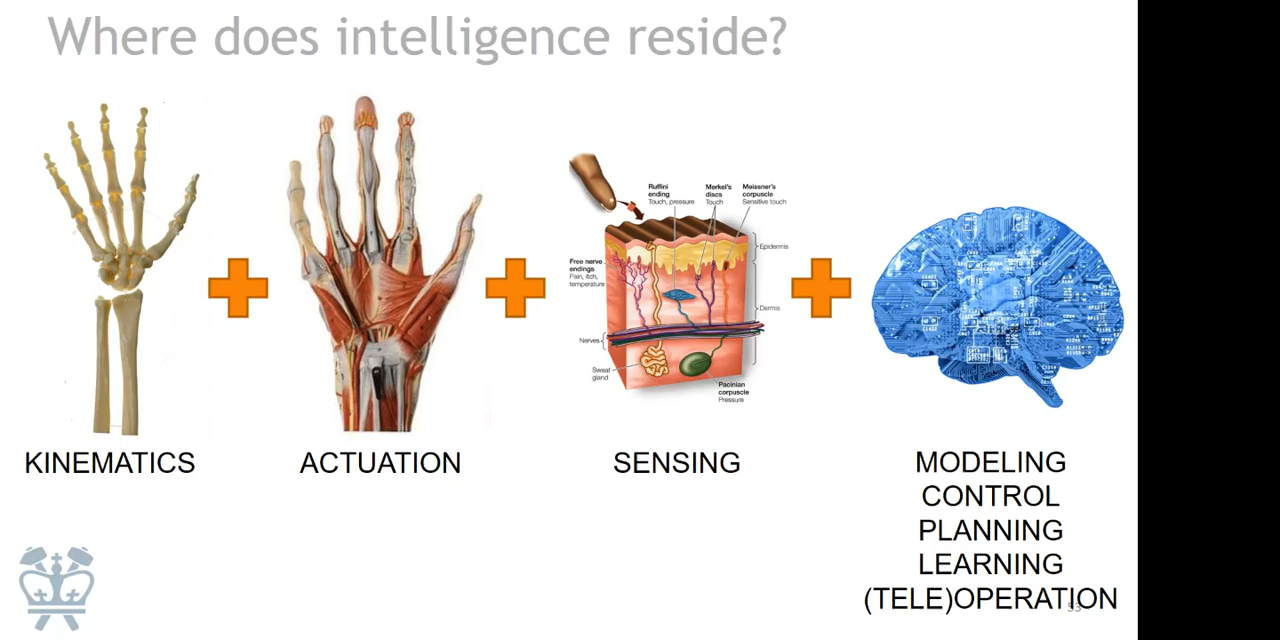 Where does intelligence reside?
Ruffini
ending
Touch, pressure
Merkel's
discs
Touch
Meissner's
corpuscle
Sensitive touch
Free nerve
endings
Pain, itch,
temperature
Epidermis
Dermis
Nerves
Sweat
gland
Pacinian
corpuscle
Pressure
KINEMATICS
ACTUATION
SENSING
MODELING
CONTROL
PLANNING
LEARNING
(TELE)OPERATION